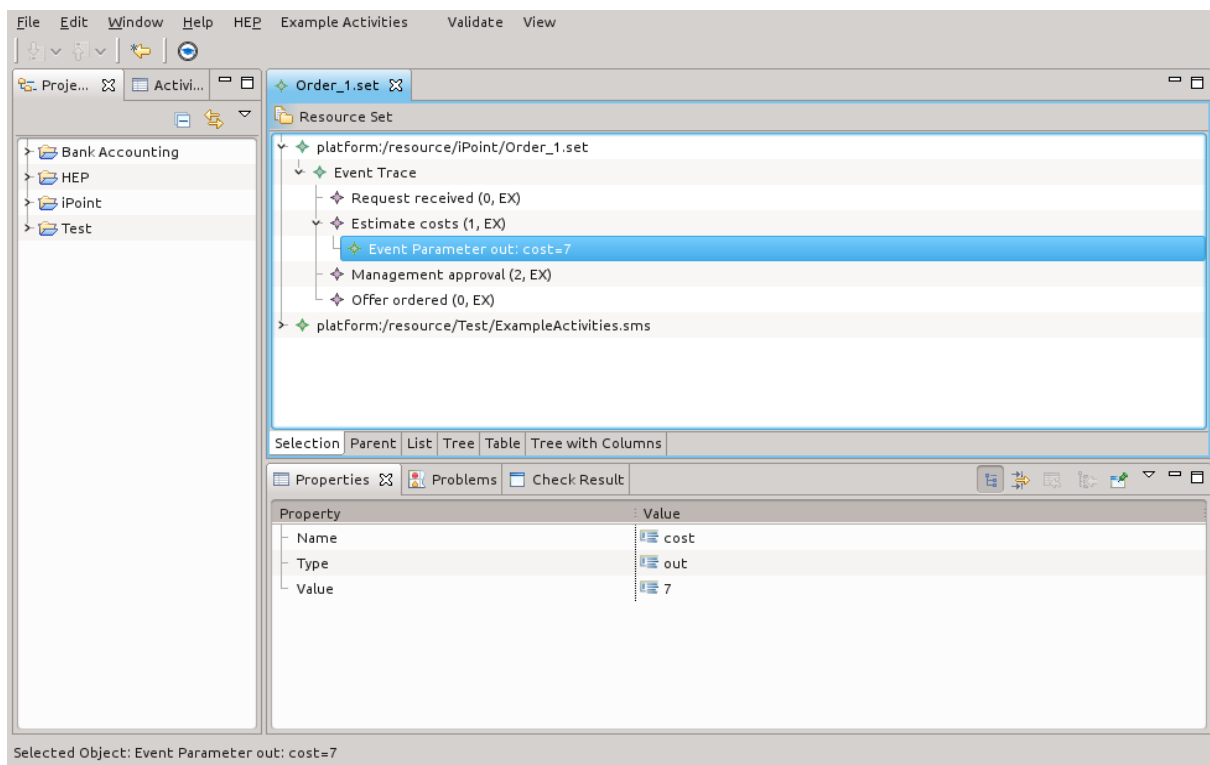 File Edit Window Help HEP Example Activities Validate View
Proje... Activi...
Bank Accounting
HEP
iPoint
Test
Order_1.set
Resource Set
platform:/resource/iPoint/Order_1.set
Event Trace
Request received (0, EX)
Estimate costs (1, EX)
Event Parameter out: cost=7
Management approval (2, EX)
Offer ordered (0, EX)
platform:/resource/Test/ExampleActivities.sms
Selection Parent List Tree Table Tree with Columns
Properties Problems Check Result
Property Value
Name cost
Type out
Value 7
Selected Object: Event Parameter out: cost=7